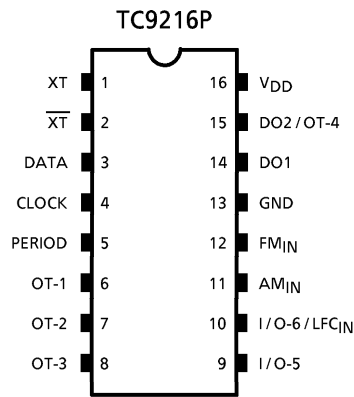 TC9216P
XT 1 16 VDD
XT 2 15 DO2/OT-4
DATA 3 14 DO1
CLOCK 4 13 GND
PERIOD 5 12 FMIN
OT-1 6 11 AMIN
OT-2 7 10 I/O-6/LFCIN
OT-3 8 9 I/O-5